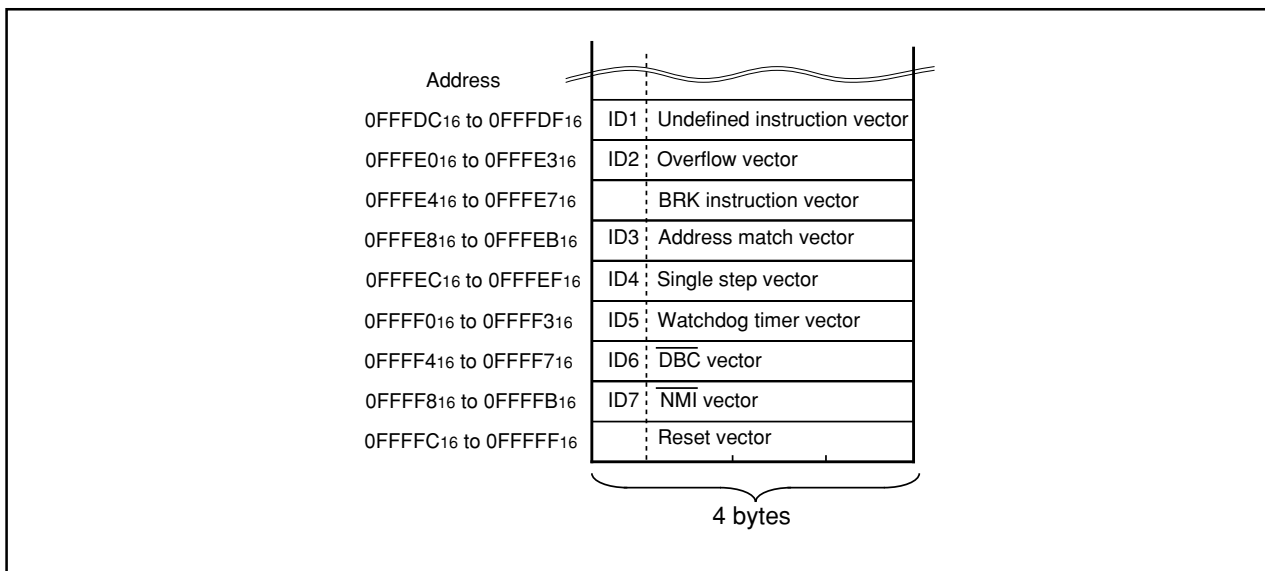 Address
0FFFDC16 to 0FFFDF16 ID1 Undefined instruction vector
0FFFE016 to 0FFFE316 ID2 Overflow vector
0FFFE416 to 0FFFE716 BRK instruction vector
0FFFE816 to 0FFFEB16 ID3 Address match vector
0FFFEC16 to 0FFFEF16 ID4 Single step vector
0FFFF016 to 0FFFF316 ID5 Watchdog timer vector
0FFFF416 to 0FFFF716 ID6 D̅B̅C̅ vector
0FFFF816 to 0FFFFB16 ID7 N̅M̅I̅ vector
0FFFFC16 to 0FFFFF16 Reset vector
4 bytes